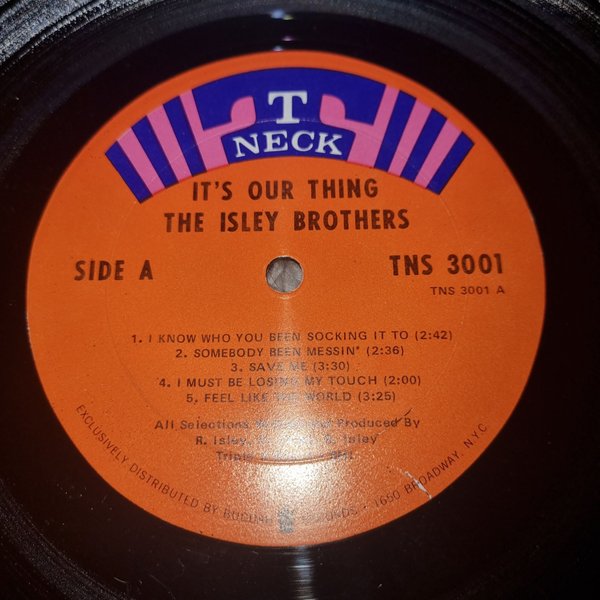 T
NECK
IT'S OUR THING
THE ISLEY BROTHERS
SIDE A
TNS 3001
TNS 3001 A
1. I KNOW WHO YOU BEEN SOCKING IT TO (2:42)
2. SOMEBODY BEEN MESSIN' (2:36)
3. SAVE ME (3:30)
4. I MUST BE LOSING MY TOUCH (2:00)
5. FEEL LIKE THE WORLD (3:25)
All Selections Produced By
R. Isley, Isley
EXCLUSIVELY DISTRIBUTED BY BUDDAH RECORDS • 1650 BROADWAY, N.Y.C